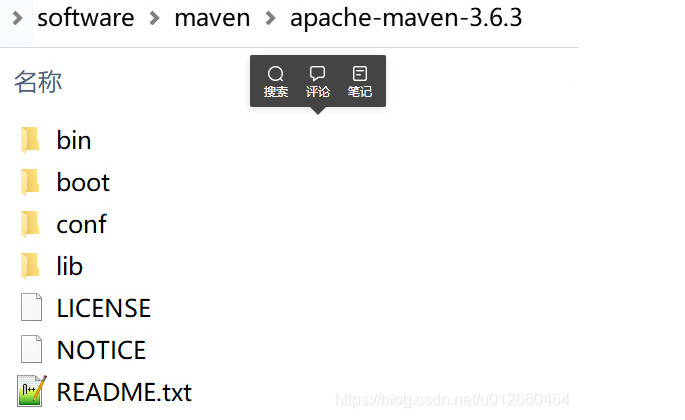 software maven apache-maven-3.6.3
搜索 评论 笔记
名称
bin
boot
conf
lib
LICENSE
NOTICE
README.txt
https://blog.csdn.net/u012660464